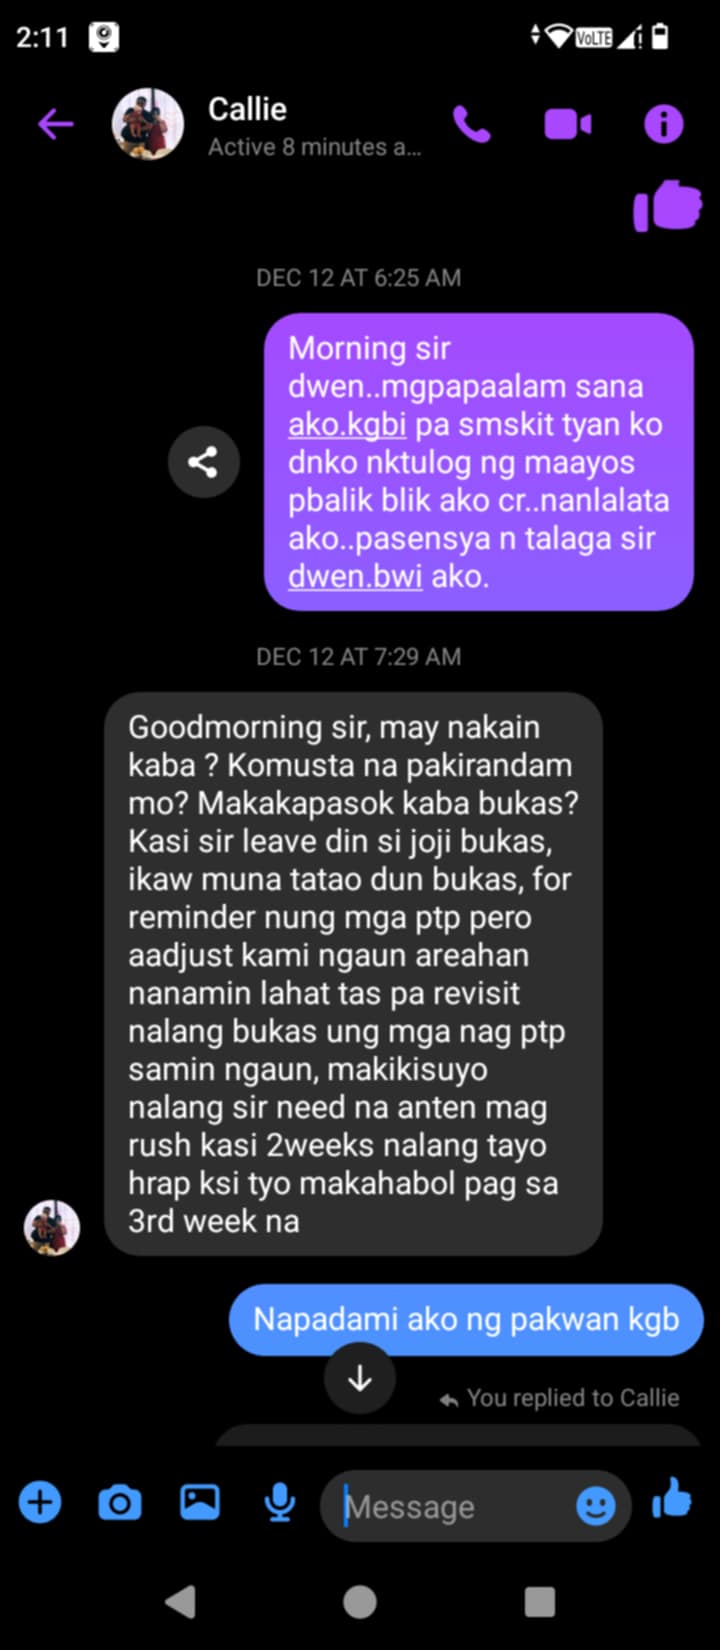 2:11
VoLTE
Callie
Active 8 minutes a...
DEC 12 AT 6:25 AM
Morning sir
dwen..mgpapaalam sana
ako.kgbi pa smskit tyan ko
dnko nktulog ng maayos
pbalik blik ako cr..nanlalata
ako..pasensya n talaga sir
dwen.bwi ako.
DEC 12 AT 7:29 AM
Goodmorning sir, may nakain
kaba ? Komusta na pakirandam
mo? Makakapasok kaba bukas?
Kasi sir leave din si joji bukas,
ikaw muna tatao dun bukas, for
reminder nung mga ptp pero
aadjust kami ngaun areahan
nanamin lahat tas pa revisit
nalang bukas ung mga nag ptp
samin ngaun, makikisuyo
nalang sir need na anten mag
rush kasi 2weeks nalang tayo
hrap ksi tyo makahabol pag sa
3rd week na
Napadami ako ng pakwan kgb
You replied to Callie
Message